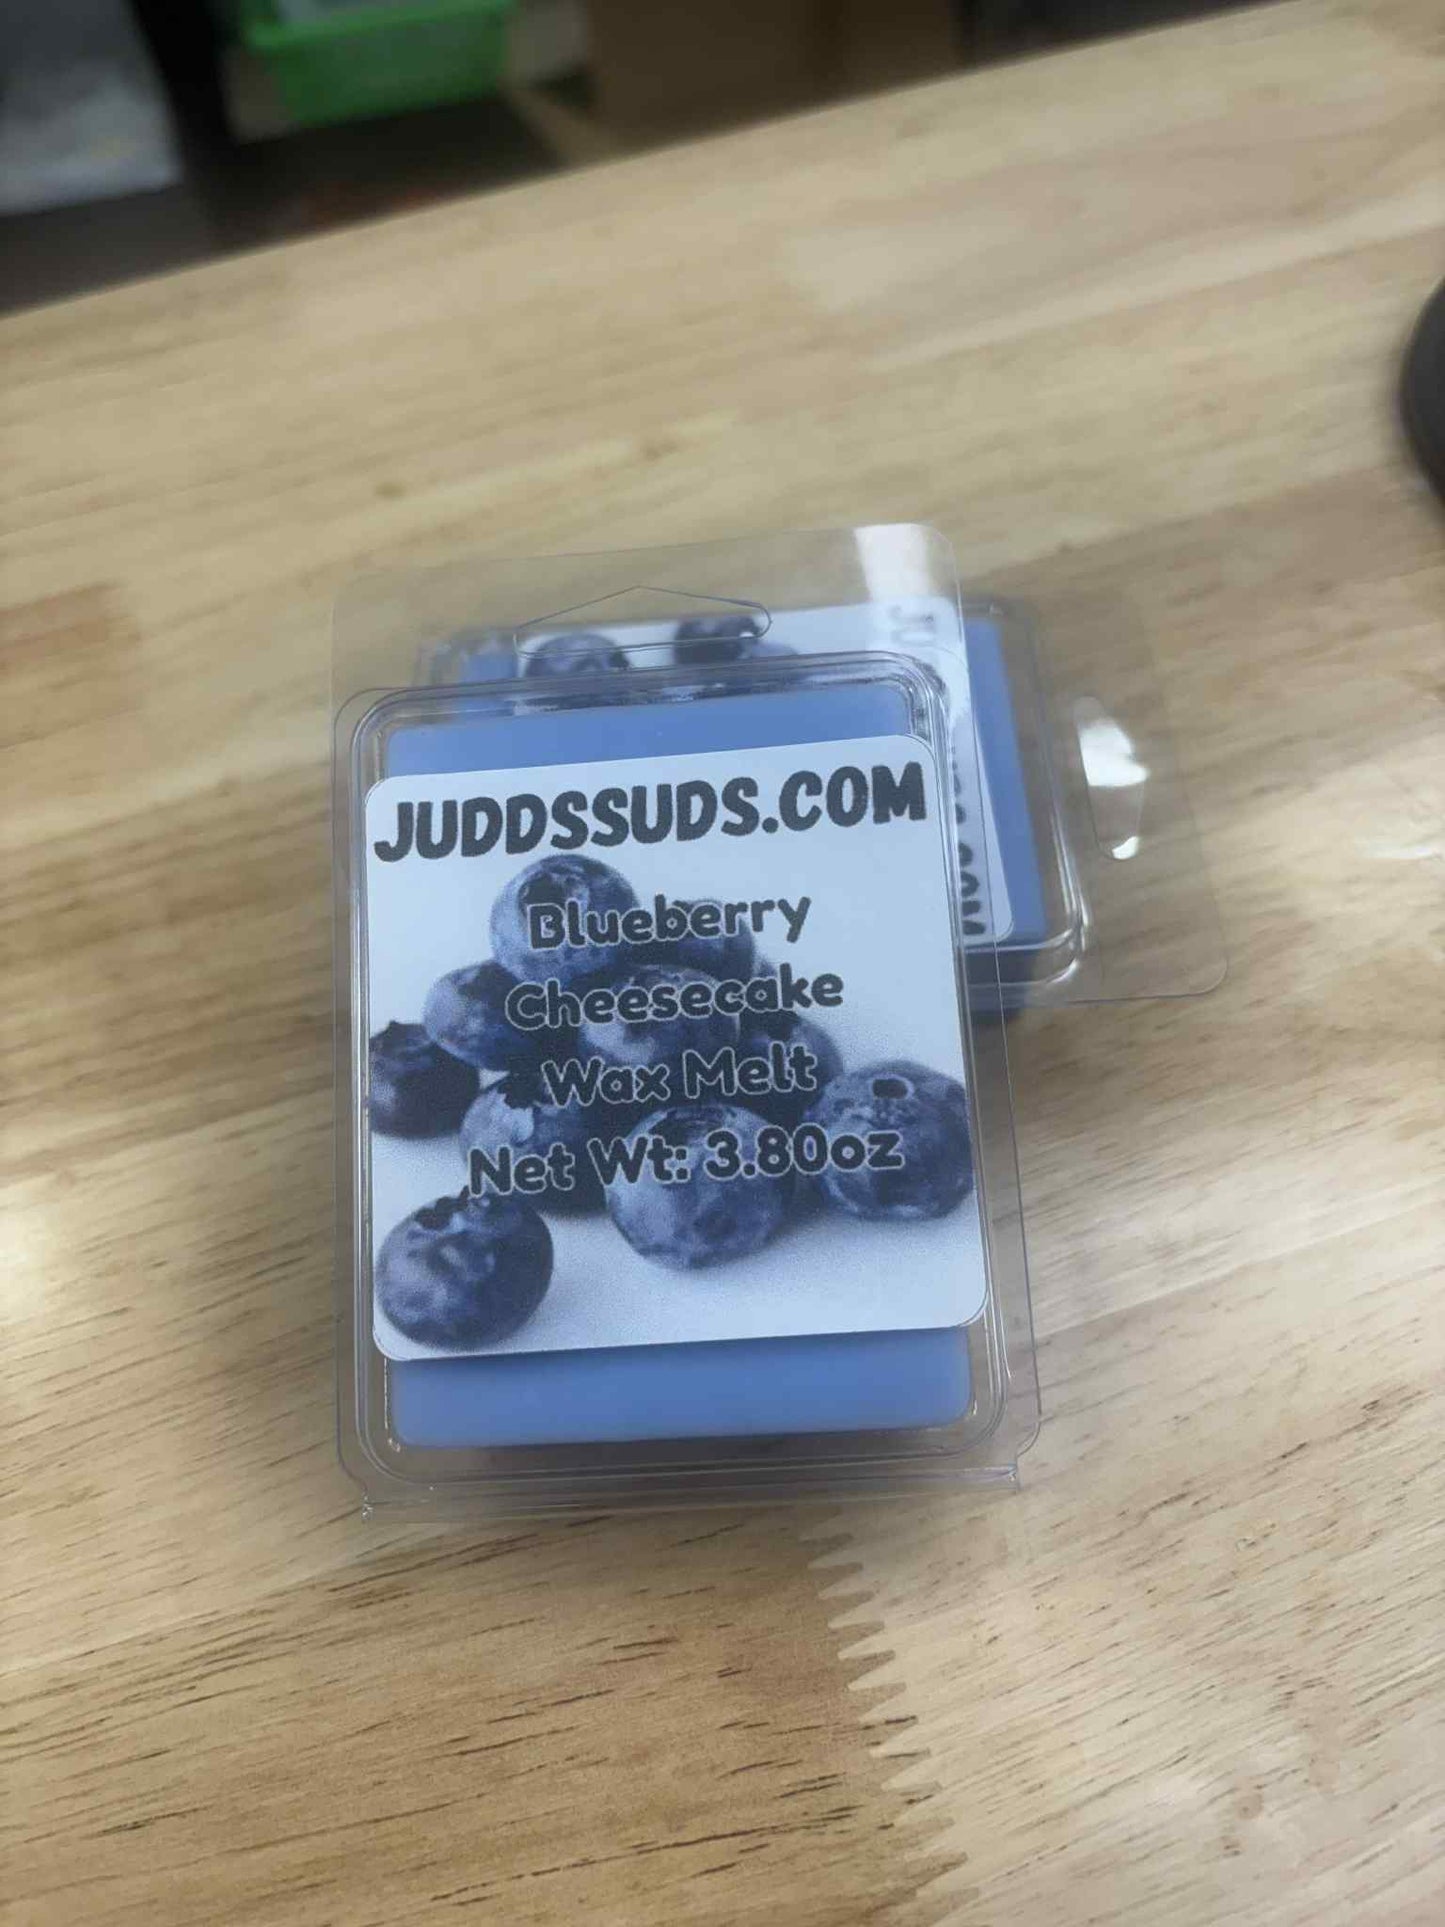 JUDDSSUDS.COM
Blueberry
Cheesecake
Wax Melt
Net Wt: 3.80oz